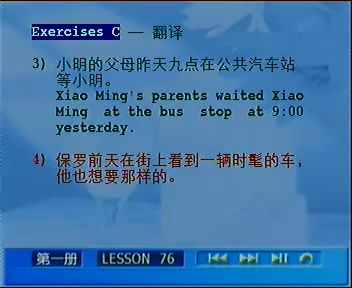 Exercises C — 翻译
3) 小明的父母昨天九点在公共汽车站
等小明。
Xiao Ming's parents waited Xiao
Ming at the bus stop at 9:00
yesterday.
4) 保罗前天在街上看到一辆时髦的车,
他也想要那样的。
第一册 LESSON 76